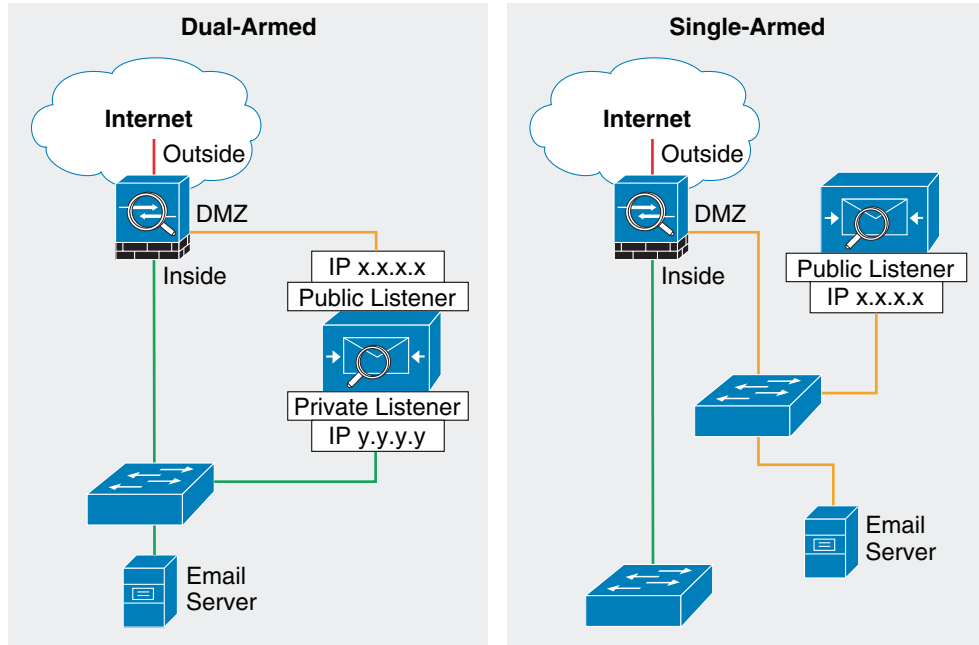 Dual-Armed
Internet
Outside
DMZ
Inside
IP x.x.x.x
Public Listener
Private Listener
IP y.y.y.y
Email
Server
Single-Armed
Internet
Outside
DMZ
Inside
Public Listener
IP x.x.x.x
Email
Server